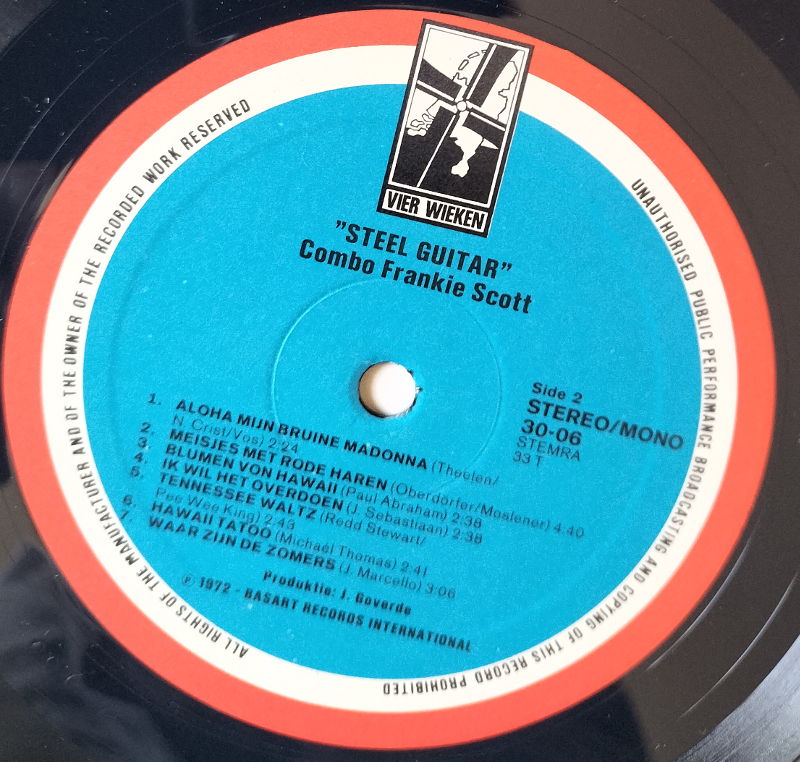 VIER WIEKEN
"STEEL GUITAR"
Combo Frankie Scott
Side 2
STEREO/MONO
30-06
STEMRA
33 T
1. ALOHA MIJN BRUINE MADONNA (Theelen/
N. Crist/Vos) 2:24
2. MEISJES MET RODE HAREN (Oberdörfer/Moslener) 4:40
3. BLUMEN VON HAWAII (Paul Abraham) 2:38
4. IK WIL HET OVERDOEN (J. Sebastiaan) 2:38
5. TENNESSEE WALTZ (Redd Stewart/
Pee Wee King) 2:43
6. HAWAII TATOO (Michaël Thomas) 2:41
7. WAAR ZIJN DE ZOMERS (J. Marcello) 3:06
Produktie: J. Goverde
℗ 1972 - BASART RECORDS INTERNATIONAL
ALL RIGHTS OF THE MANUFACTURER AND OF THE OWNER OF THE RECORDED WORK RESERVED
UNAUTHORISED PUBLIC PERFORMANCE BROADCASTING AND COPYING OF THIS RECORD PROHIBITED